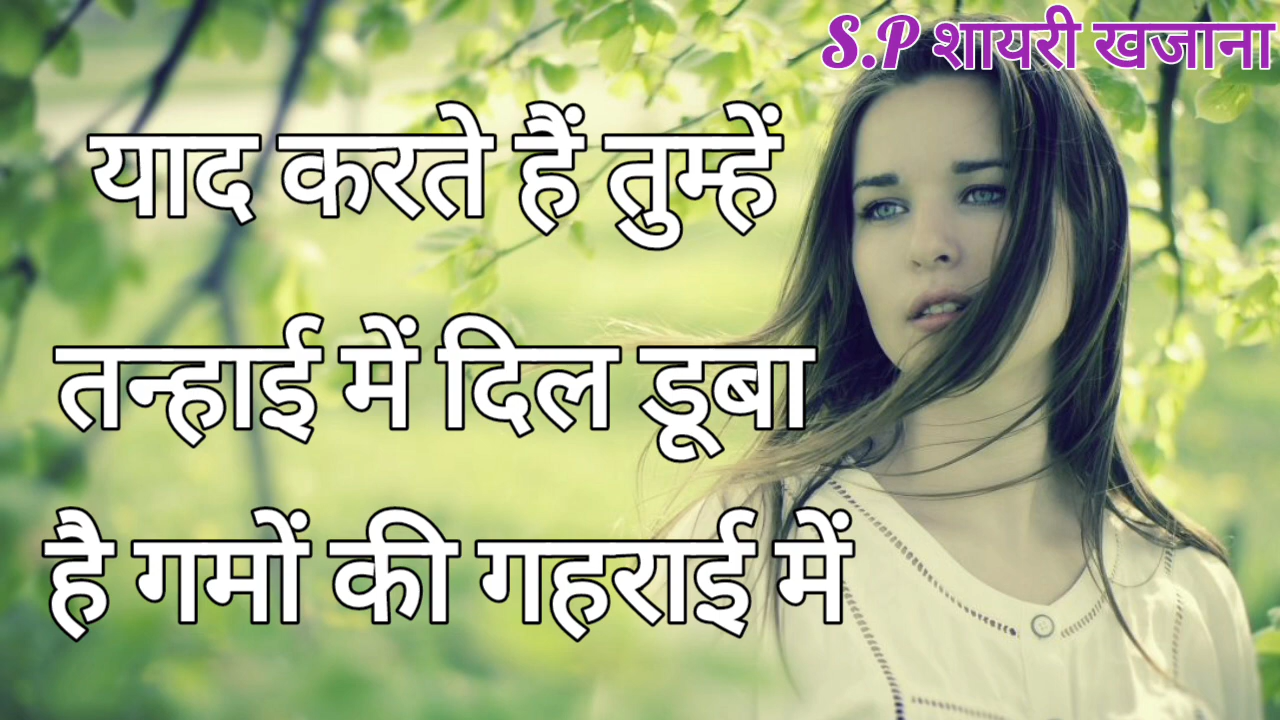 S.P शायरी खजाना
याद करते हैं तुम्हें
तन्हाई में दिल डूबा
है गमों की गहराई में